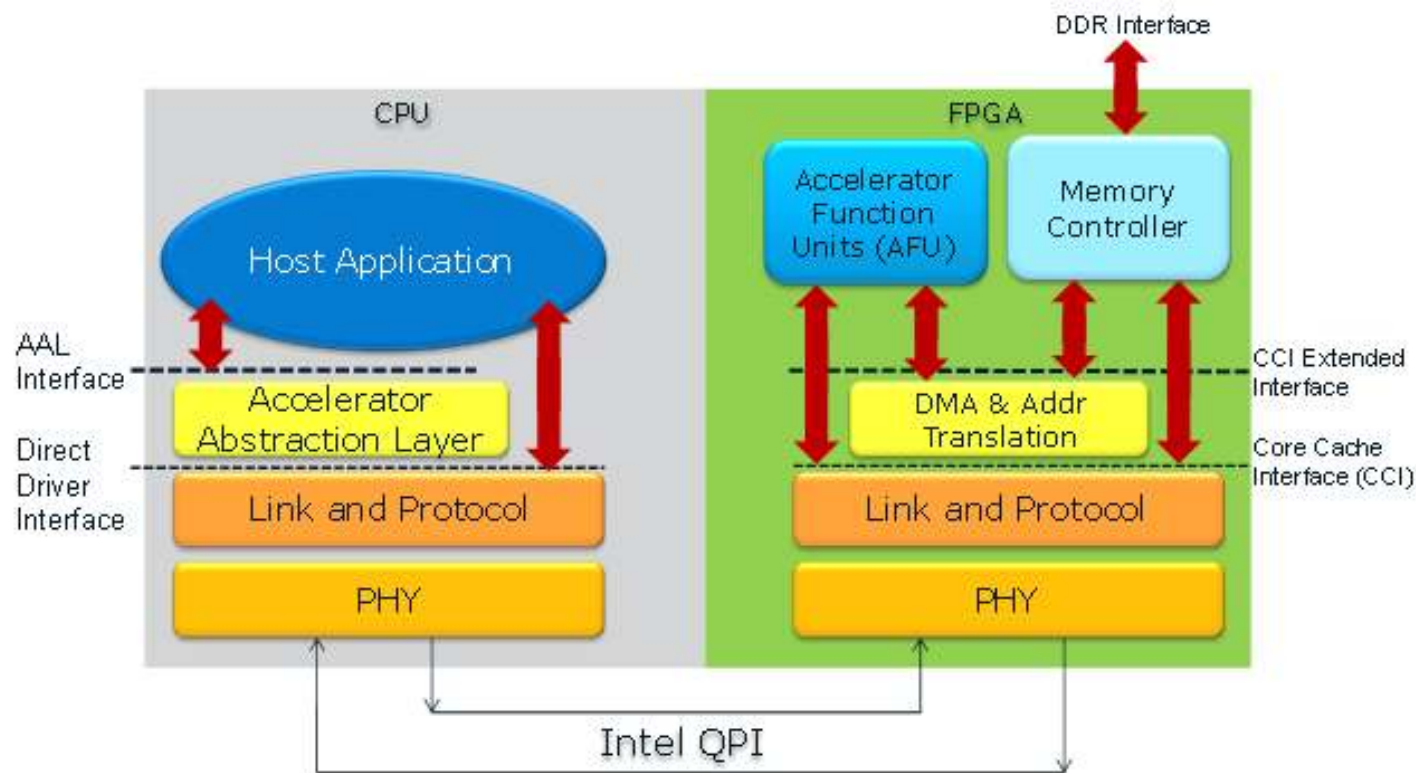 DDR Interface
CPU
FPGA
Host Application
Accelerator
Function
Units (AFU)
Memory
Controller
AAL
Interface
CCI Extended
Interface
Accelerator
Abstraction Layer
DMA & Addr
Translation
Direct
Driver
Interface
Core Cache
Interface (CCI)
Link and Protocol
Link and Protocol
PHY
PHY
Intel QPI